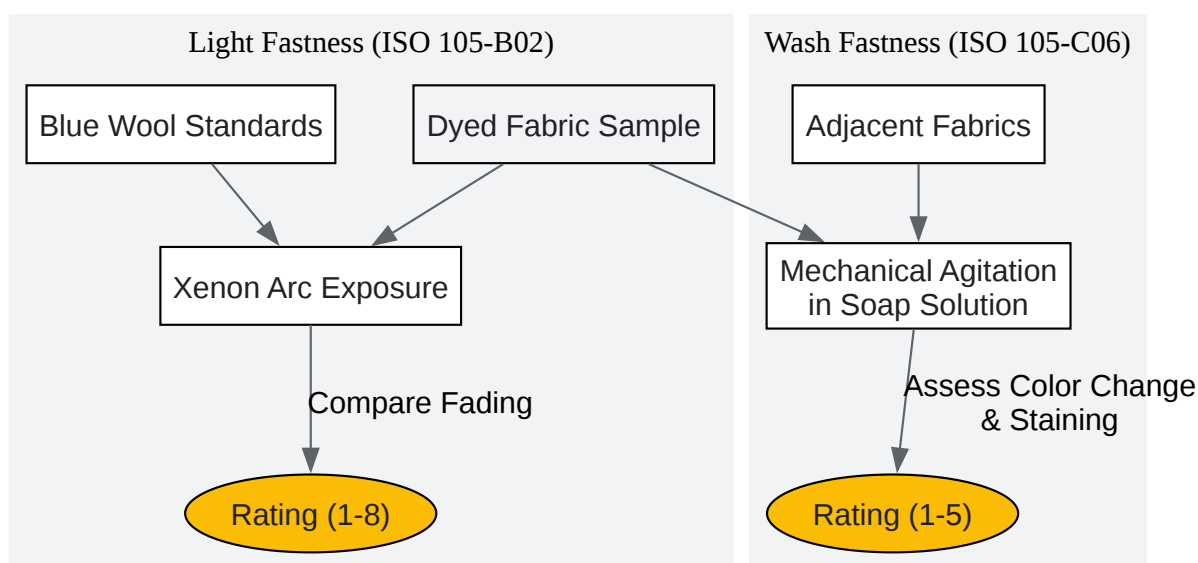 Light Fastness (ISO 105-B02)
Wash Fastness (ISO 105-C06)
Blue Wool Standards
Dyed Fabric Sample
Adjacent Fabrics
Xenon Arc Exposure
Mechanical Agitation
in Soap Solution
Compare Fading
Assess Color Change
& Staining
Rating (1-8)
Rating (1-5)